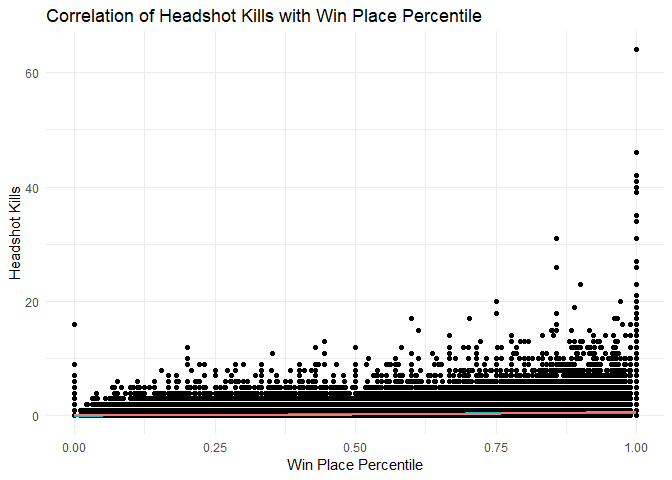 Correlation of Headshot Kills with Win Place Percentile
60
40
20
0
Headshot Kills
0.00 0.25 0.50 0.75 1.00
Win Place Percentile